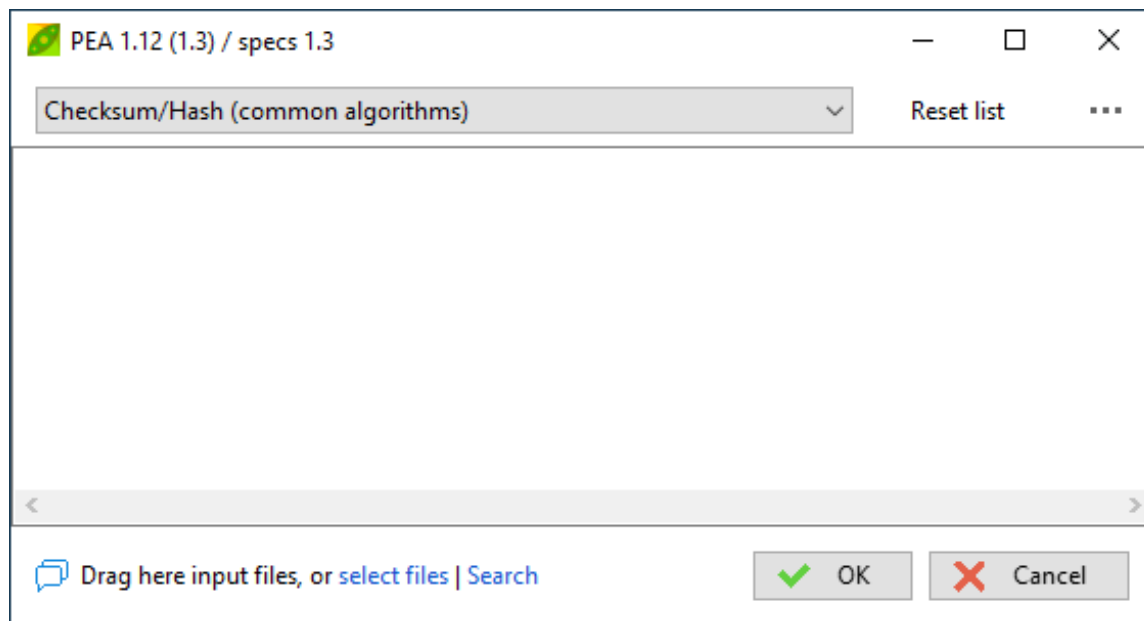 PEA 1.12 (1.3) / specs 1.3
Checksum/Hash (common algorithms) Reset list ...
Drag here input files, or select files | Search OK Cancel